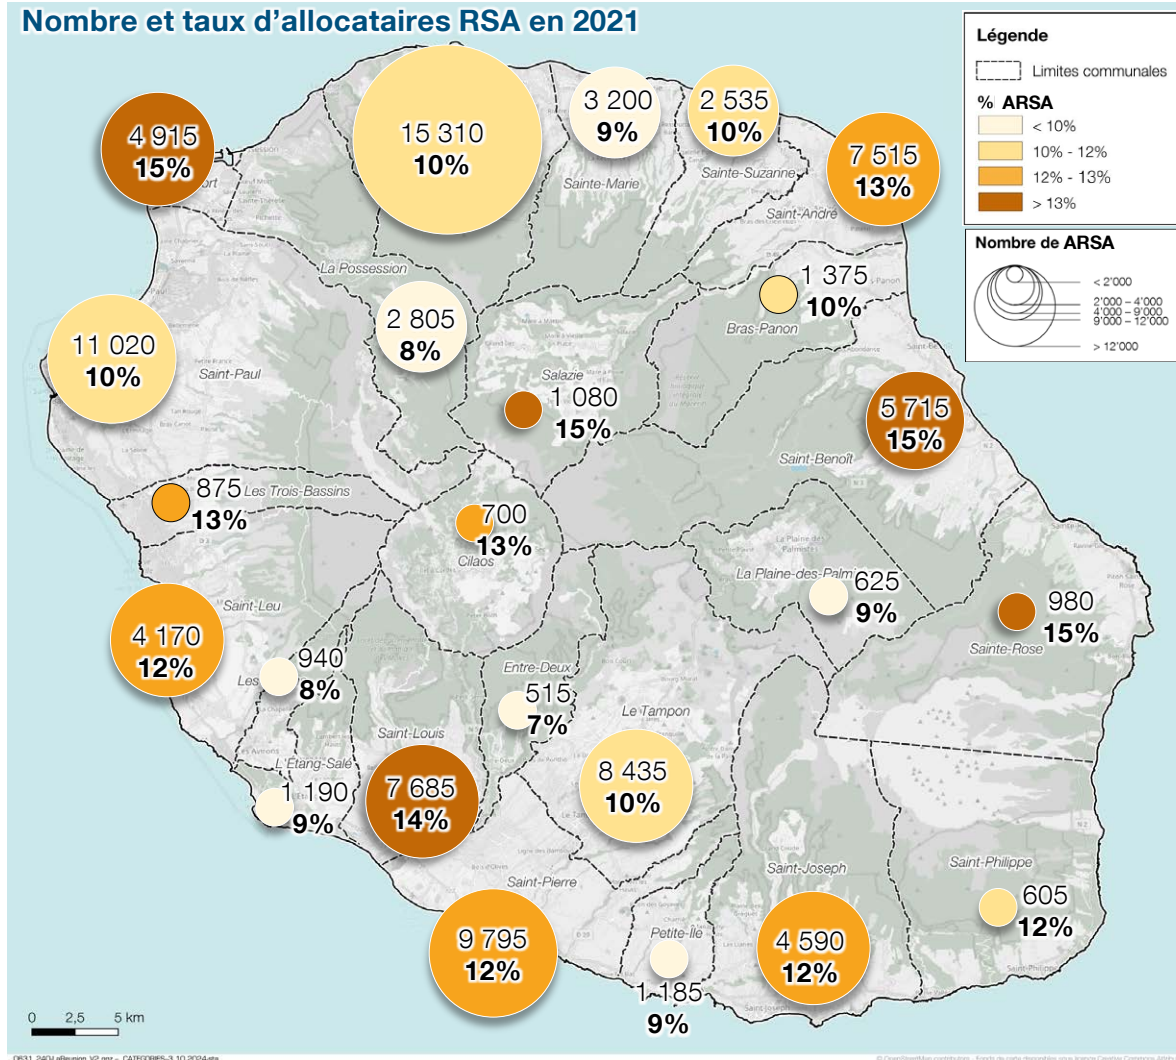 Nombre et taux d’allocataires RSA en 2021
Légende
Limites communales
% ARSA
< 10%
10% - 12%
12% - 13%
> 13%
Nombre de ARSA
< 2’000
2’000 – 4’000
4’000 – 9’000
9’000 – 12’000
> 12’000
4 915
15%
15 310
10%
3 200
9%
Sainte-Marie
2 535
10%
Sainte-Suzanne
7 515
13%
Saint-André
La Possession
2 805
8%
1 375
10%
Bras-Panon
11 020
10%
Saint-Paul
Salazie
1 080
15%
5 715
15%
Saint-Benoît
875
13%
Les Trois-Bassins
700
13%
Cilaos
La Plaine-des-Palmi
625
9%
980
15%
Sainte-Rose
Saint-Leu
4 170
12%
Les
940
8%
Entre-Deux
515
7%
Le Tampon
8 435
10%
Saint-Louis
7 685
14%
L'Étang-Salé
1 190
9%
Saint-Pierre
9 795
12%
Petite-Ile
1 185
9%
Saint-Joseph
4 590
12%
Saint-Philippe
605
12%
0 2,5 5 km